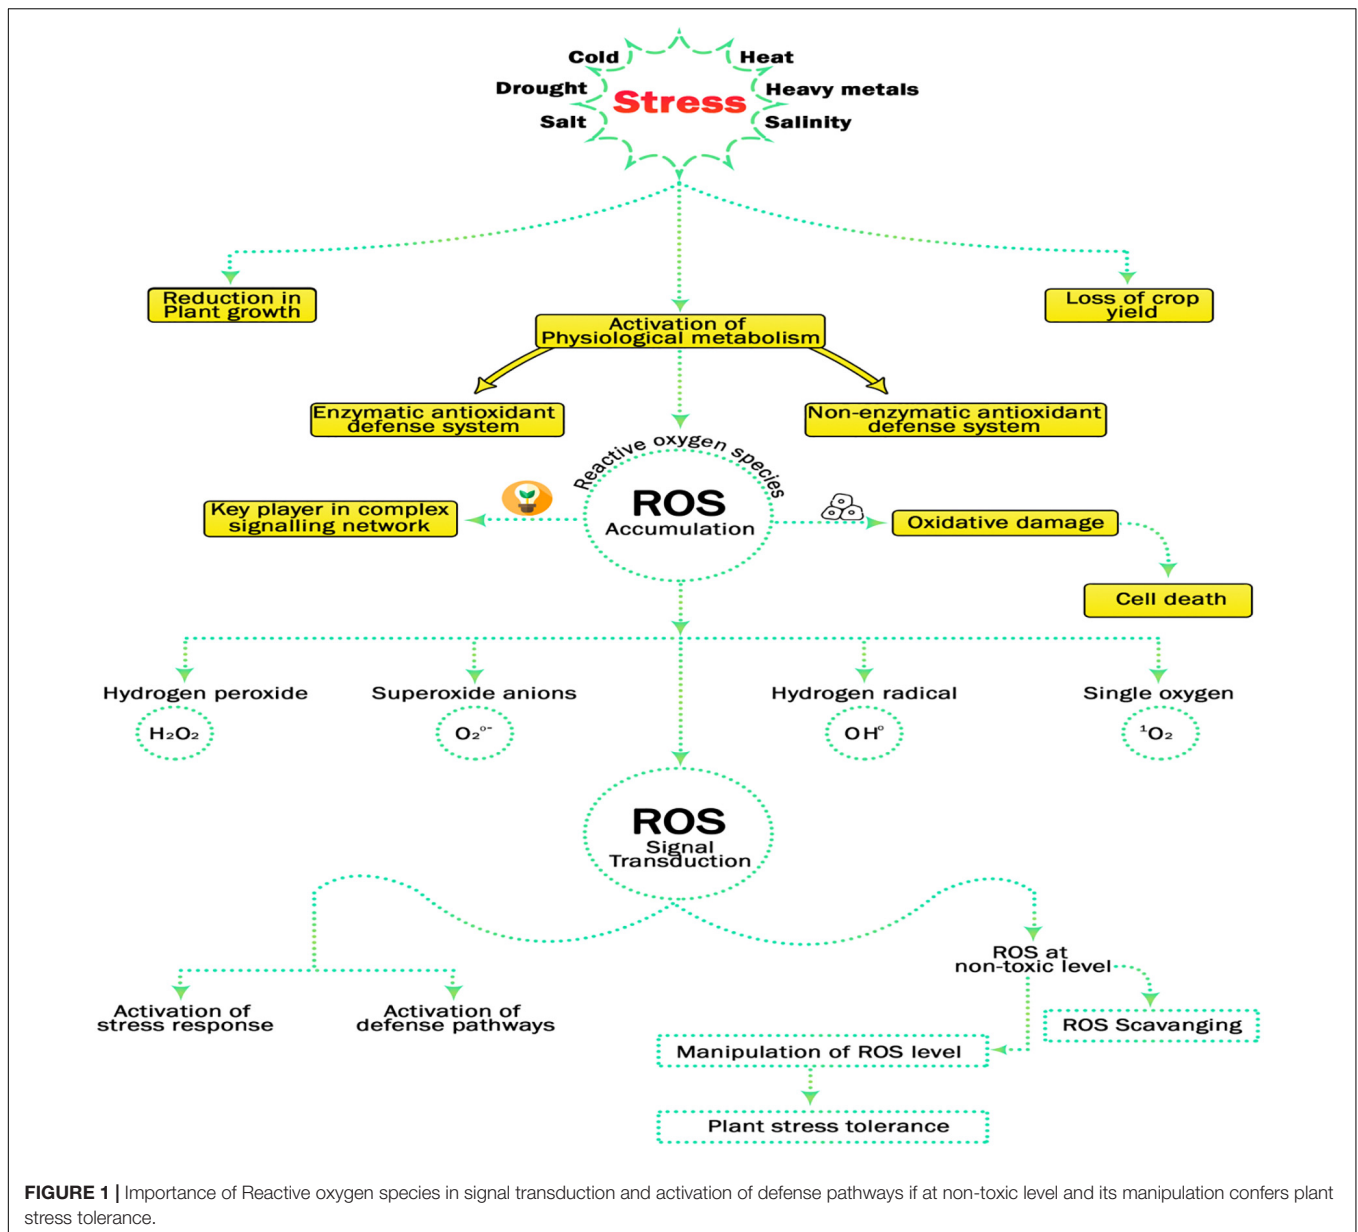 Cold
Heat
Drought
Heavy metals
Stress
Salt
Salinity
Reduction in
Plant growth
Loss of crop
yield
Activation of
Physiological metabolism
Enzymatic antioxidant
defense system
Non-enzymatic antioxidant
defense system
Reactive oxygen species
ROS
Accumulation
Key player in complex
signalling network
Oxidative damage
Cell death
Hydrogen peroxide
Superoxide anions
Hydrogen radical
Single oxygen
H₂O₂
O₂°⁻
OH°
¹O₂
ROS
Signal
Transduction
ROS at
non-toxic level
Activation of
stress response
Activation of
defense pathways
ROS Scavanging
Manipulation of ROS level
Plant stress tolerance
FIGURE 1 | Importance of Reactive oxygen species in signal transduction and activation of defense pathways if at non-toxic level and its manipulation confers plant
stress tolerance.